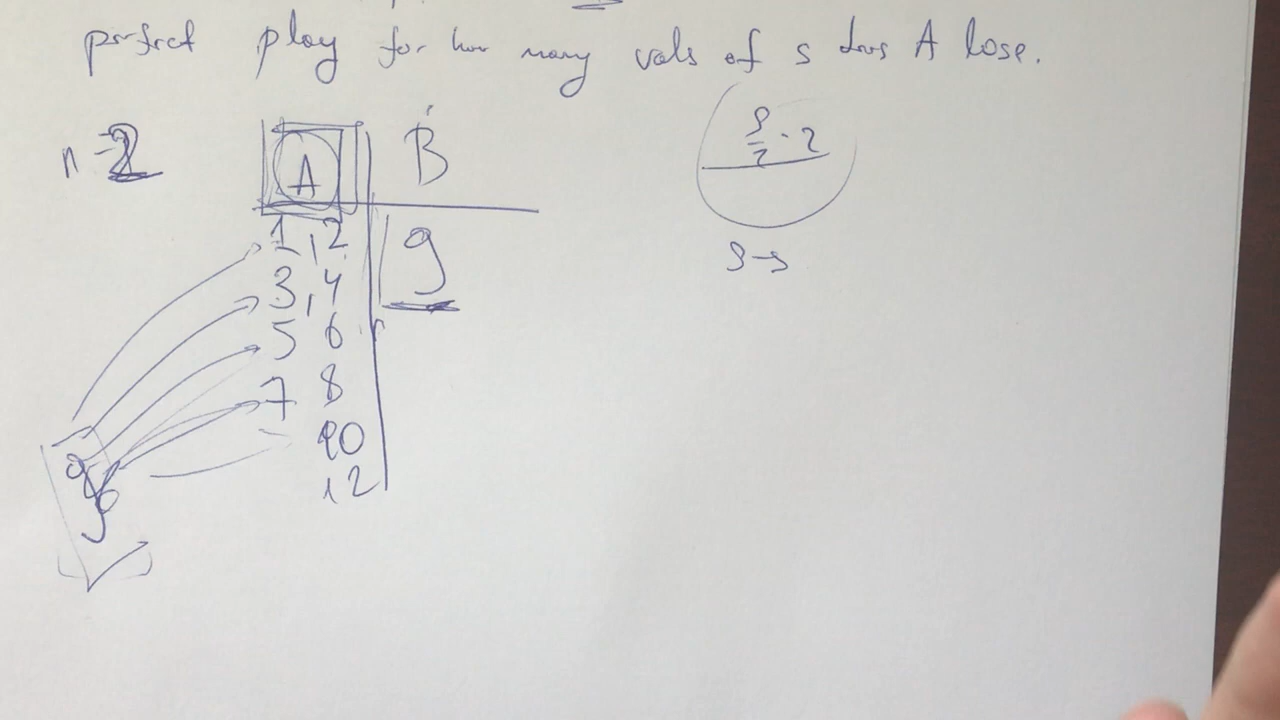 perfect play for how many vals of s does A lose.
n = 2
A B
1, 2 9
3, 4
5 6
7 8
10
12